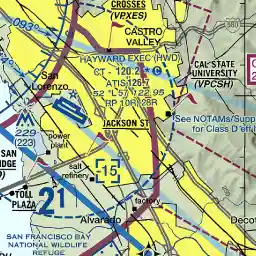 CROSSES
(VPXES)
CASTRO
VALLEY
HAYWARD EXEC (HWD)
CT - 120.2 C
ATIS 126.7
52 *L 57 122.95
RP 10R, 28R
JACKSON ST
CAL STATE
UNIVERSITY
(VPCSH)
San
Lorenzo
229
(223)
power
plant
See NOTAMs/Supp
for Class D eff h
SAN
TOLL
PLAZA
salt
refinery
15
21
factory
Alvarado
Decot
SAN FRANCISCO BAY
NATIONAL WILDLIFE
REFUGE